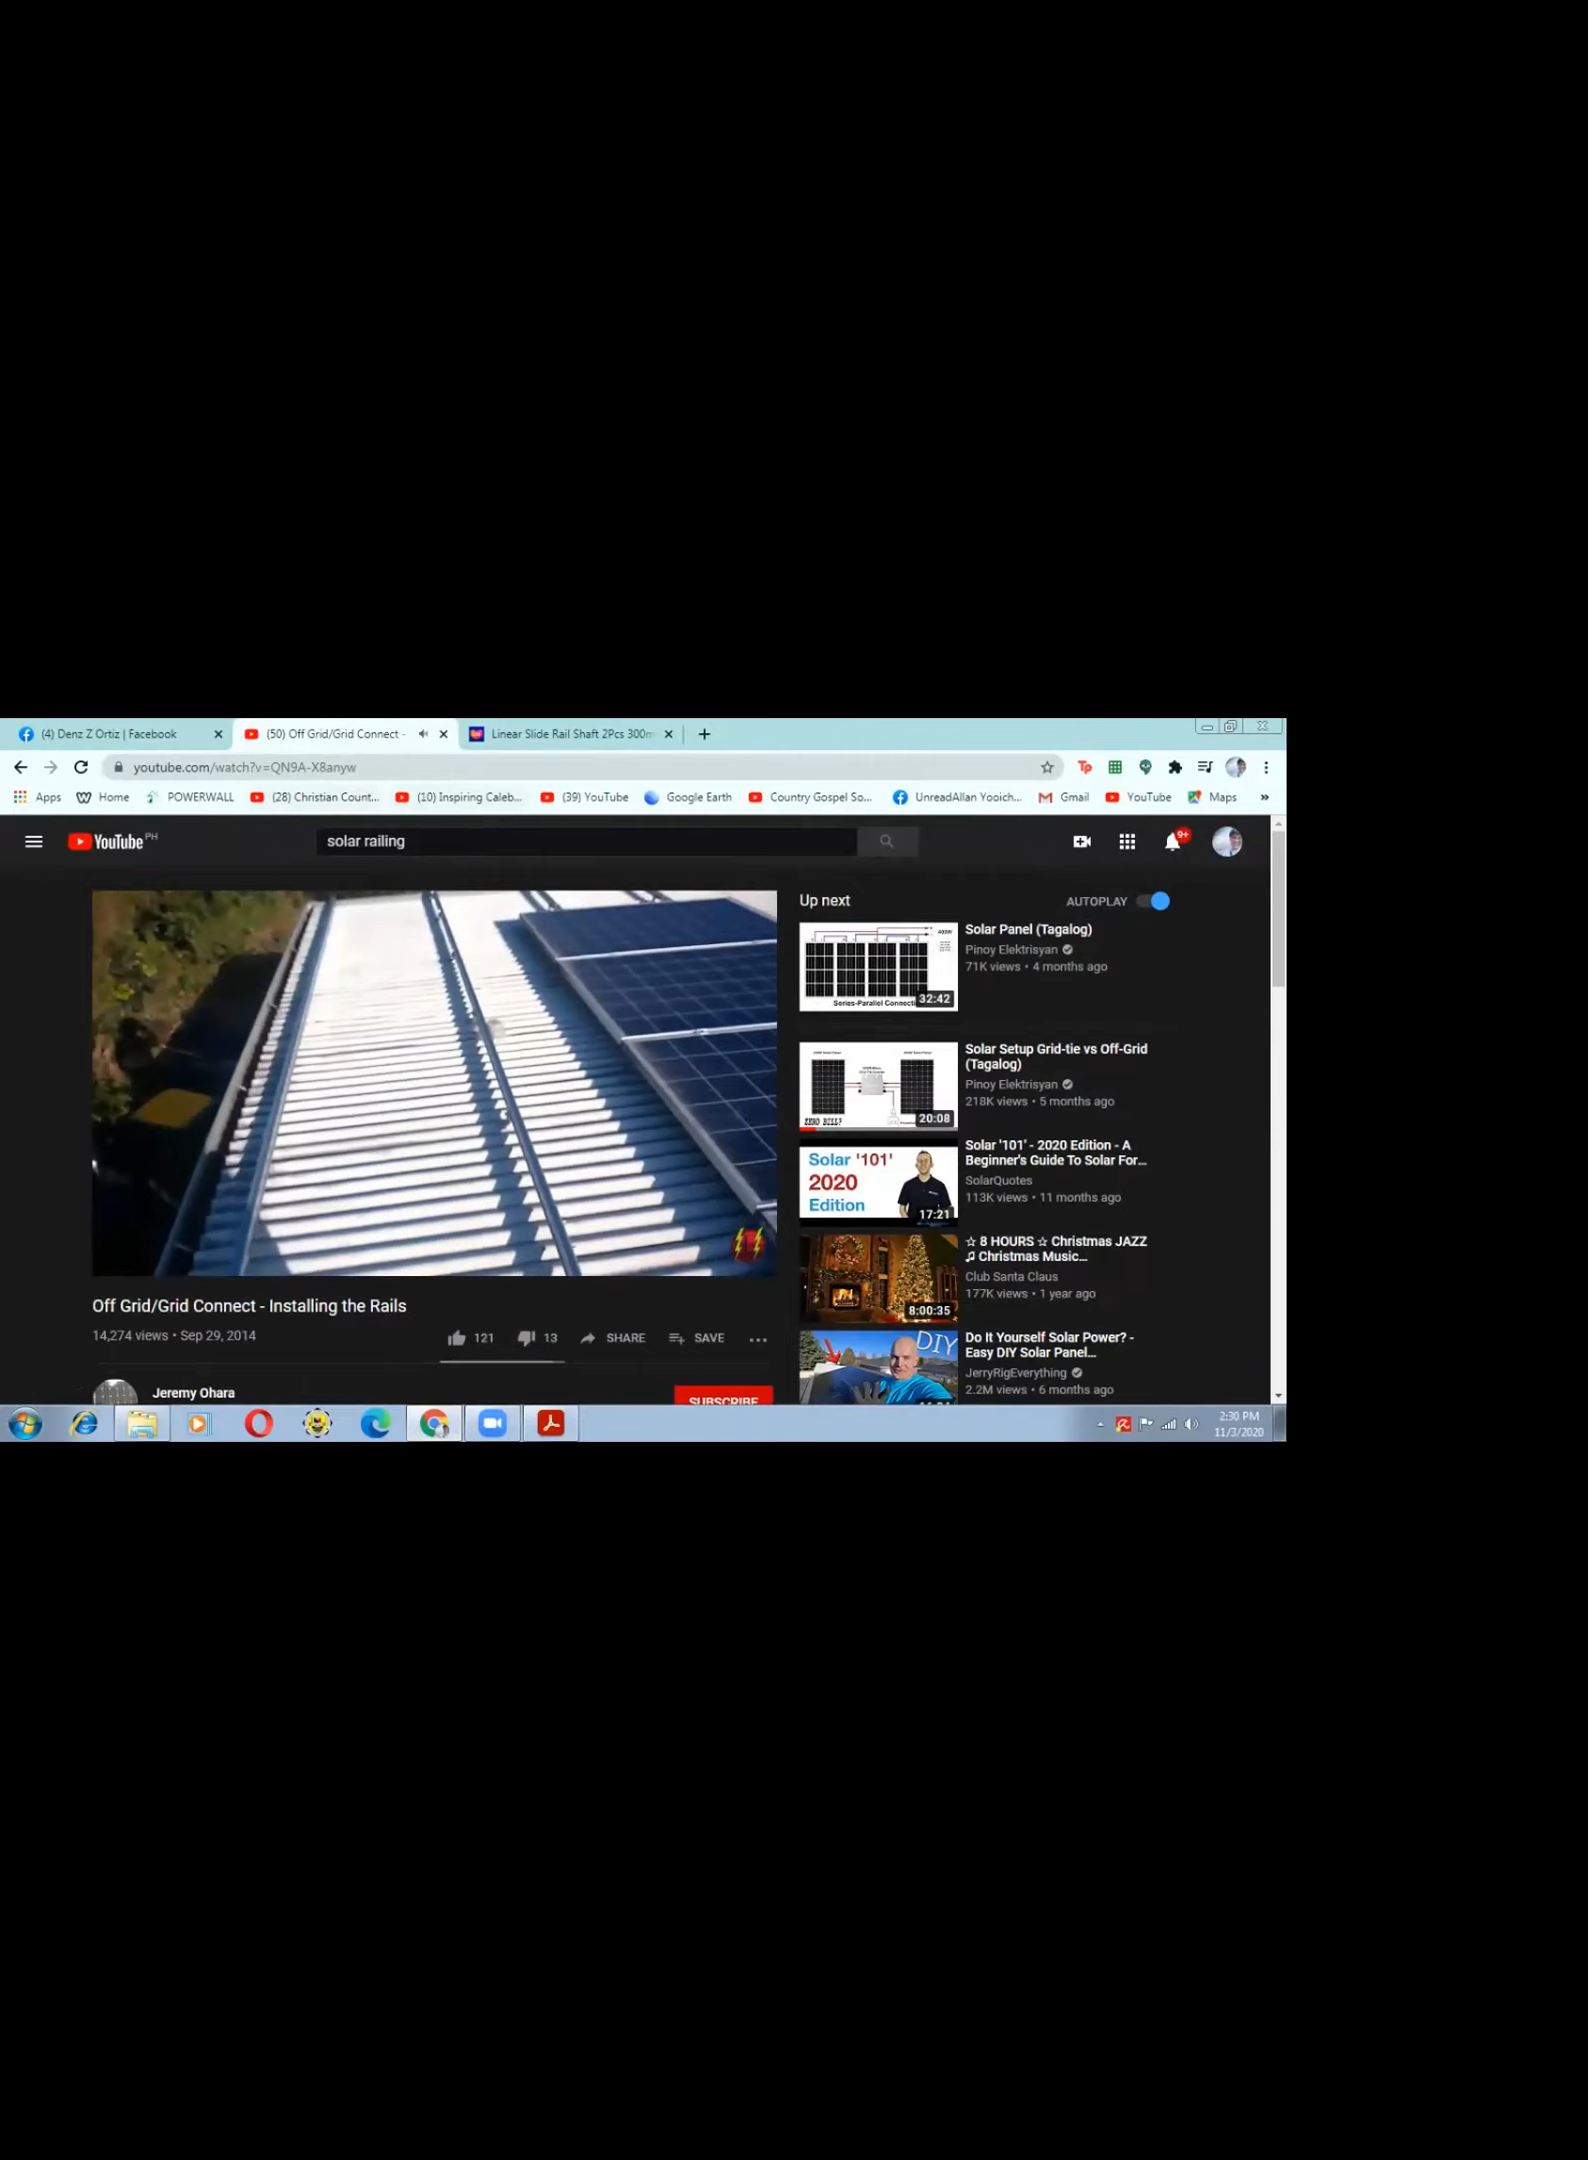 (4) Denz Z Ortiz | Facebook
(50) Off Grid/Grid Connect -
Linear Slide Rail Shaft 2Pcs 300m
youtube.com/watch?v=QN9A-X8anyw
Apps
Home
POWERWALL
(28) Christian Count...
(10) Inspiring Caleb...
(39) YouTube
Google Earth
Country Gospel So...
UnreadAllan Yooich...
Gmail
YouTube
Maps
YouTube PH
solar railing
9+
Up next
AUTOPLAY
400W
Series-Parallel Connecti
32:42
Solar Panel (Tagalog)
Pinoy Elektrisyan
71K views • 4 months ago
ZERO BILL?
20:08
Solar Setup Grid-tie vs Off-Grid
(Tagalog)
Pinoy Elektrisyan
218K views • 5 months ago
Solar '101'
2020
Edition
17:21
Solar '101' - 2020 Edition - A
Beginner's Guide To Solar For...
SolarQuotes
113K views • 11 months ago
8:00:35
☆ 8 HOURS ☆ Christmas JAZZ
♫ Christmas Music...
Club Santa Claus
177K views • 1 year ago
DIY
Do It Yourself Solar Power? -
Easy DIY Solar Panel...
JerryRigEverything
2.2M views • 6 months ago
Off Grid/Grid Connect - Installing the Rails
14,274 views • Sep 29, 2014
121
13
SHARE
SAVE
Jeremy Ohara
SUBSCRIBE
2:30 PM
11/3/2020